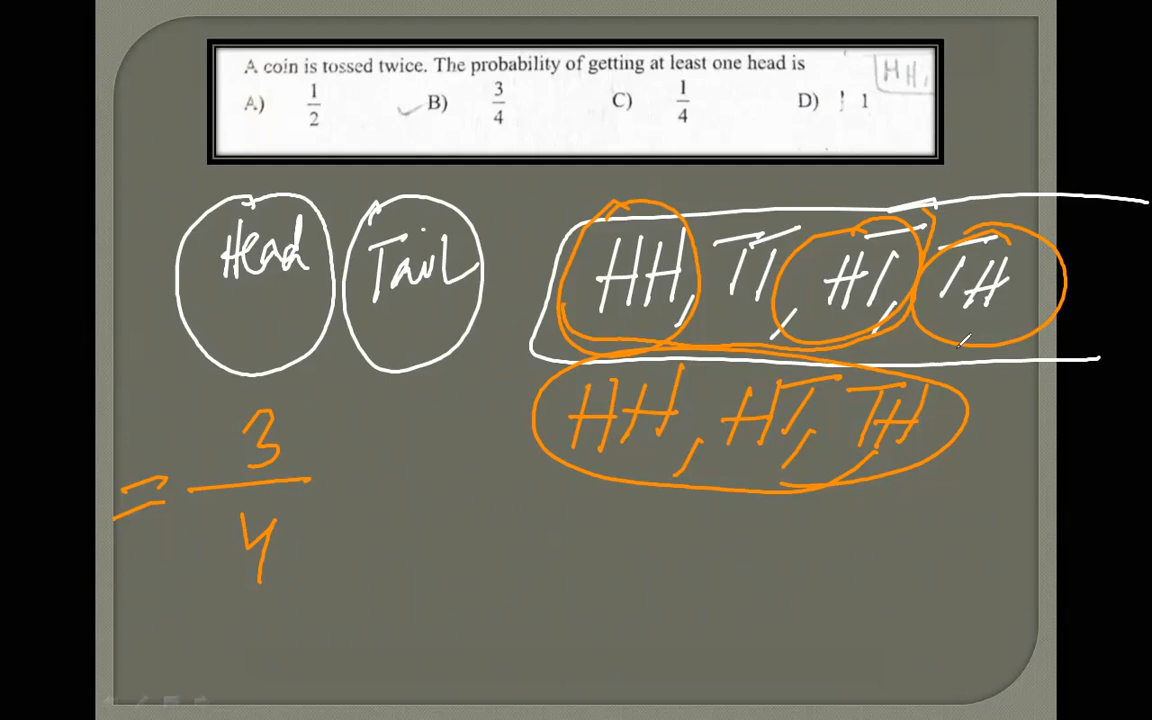 A coin is tossed twice. The probability of getting at least one head is
HH,
A) 1/2 B) 3/4 C) 1/4 D) 1
Head Tail HH, TT, HT, TH
HH, HT, TH
= 3/4